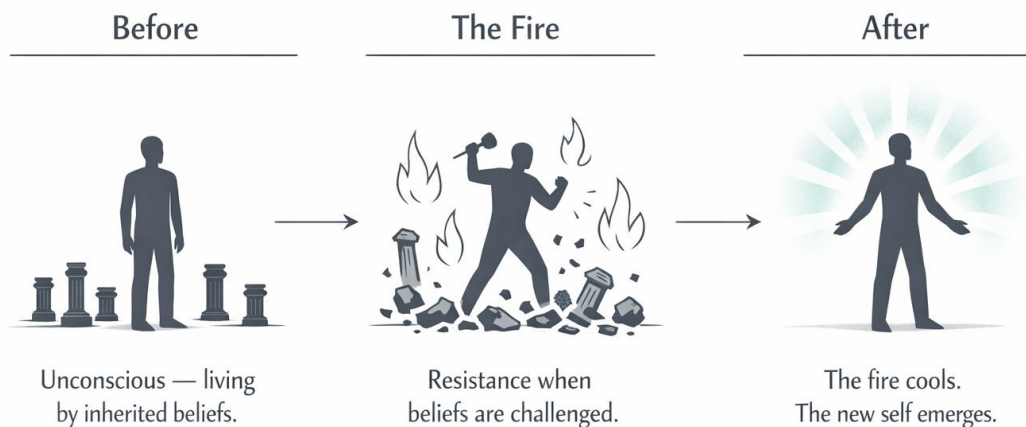 Before
The Fire
After
Unconscious — living
by inherited beliefs.
Resistance when
beliefs are challenged.
The fire cools.
The new self emerges.